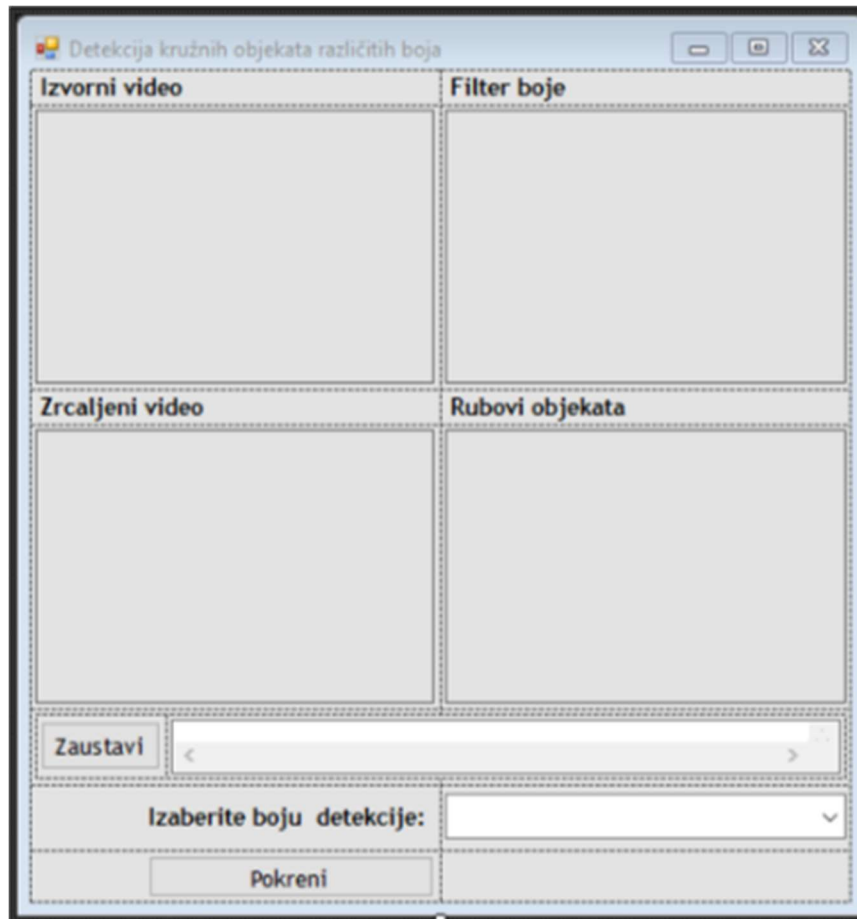 Detekcija kružnih objekata različitih boja
Izvorni video
Filter boje
Zrcaljeni video
Rubovi objekata
Zaustavi
Izaberite boju detekcije:
Pokreni